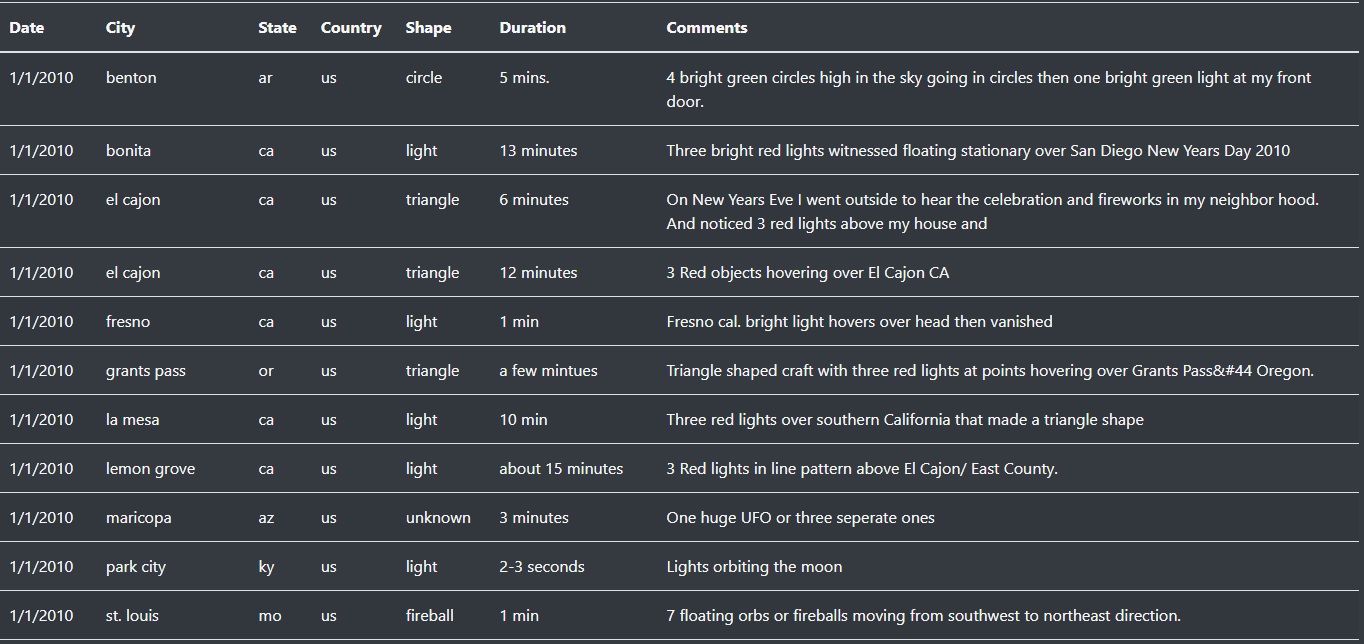 Date City State Country Shape Duration Comments
1/1/2010 benton ar us circle 5 mins. 4 bright green circles high in the sky going in circles then one bright green light at my front
door.
1/1/2010 bonita ca us light 13 minutes Three bright red lights witnessed floating stationary over San Diego New Years Day 2010
1/1/2010 el cajon ca us triangle 6 minutes On New Years Eve I went outside to hear the celebration and fireworks in my neighbor hood.
And noticed 3 red lights above my house and
1/1/2010 el cajon ca us triangle 12 minutes 3 Red objects hovering over El Cajon CA
1/1/2010 fresno ca us light 1 min Fresno cal. bright light hovers over head then vanished
1/1/2010 grants pass or us triangle a few mintues Triangle shaped craft with three red lights at points hovering over Grants Pass&#44 Oregon.
1/1/2010 la mesa ca us light 10 min Three red lights over southern California that made a triangle shape
1/1/2010 lemon grove ca us light about 15 minutes 3 Red lights in line pattern above El Cajon/ East County.
1/1/2010 maricopa az us unknown 3 minutes One huge UFO or three seperate ones
1/1/2010 park city ky us light 2-3 seconds Lights orbiting the moon
1/1/2010 st. louis mo us fireball 1 min 7 floating orbs or fireballs moving from southwest to northeast direction.